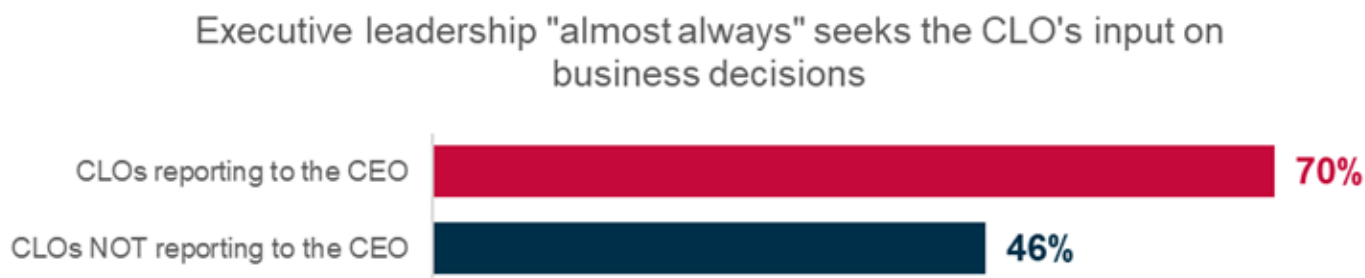 Executive leadership "almost always" seeks the CLO's input on
business decisions
CLOs reporting to the CEO
70%
CLOs NOT reporting to the CEO
46%